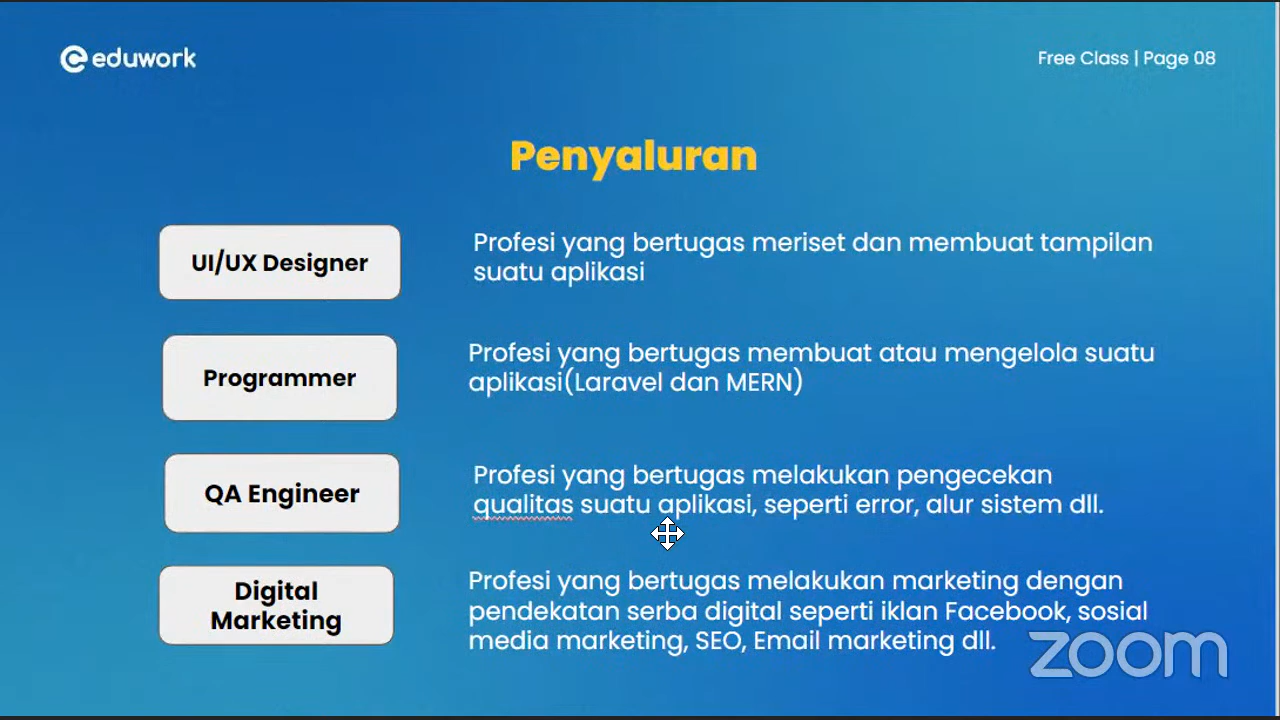 eduwork
Free Class | Page 08
Penyaluran
UI/UX Designer
Profesi yang bertugas meriset dan membuat tampilan
suatu aplikasi
Programmer
Profesi yang bertugas membuat atau mengelola suatu
aplikasi(Laravel dan MERN)
QA Engineer
Profesi yang bertugas melakukan pengecekan
qualitas suatu aplikasi, seperti error, alur sistem dll.
Digital
Marketing
Profesi yang bertugas melakukan marketing dengan
pendekatan serba digital seperti iklan Facebook, sosial
media marketing, SEO, Email marketing dll.
zoom